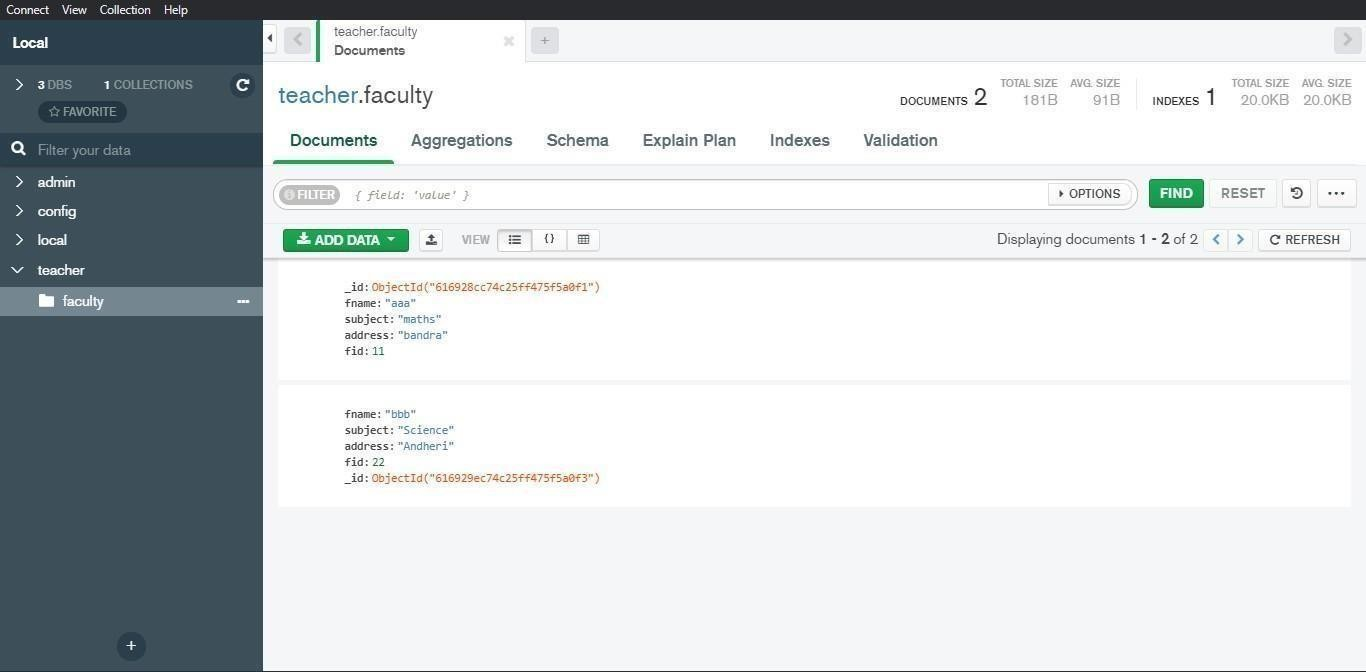 Connect View Collection Help
Local
3 DBS 1 COLLECTIONS
FAVORITE
Filter your data
admin
config
local
teacher
faculty
teacher.faculty
Documents
teacher.faculty
DOCUMENTS 2 TOTAL SIZE 181B AVG. SIZE 91B INDEXES 1 TOTAL SIZE 20.0KB AVG. SIZE 20.0KB
Documents Aggregations Schema Explain Plan Indexes Validation
FILTER { field: 'value' } OPTIONS FIND RESET
ADD DATA VIEW {} Displaying documents 1 - 2 of 2 REFRESH
_id: ObjectId("616928cc74c25ff475f5a0f1")
fname: "aaa"
subject: "maths"
address: "bandra"
fid: 11
fname: "bbb"
subject: "Science"
address: "Andheri"
fid: 22
_id: ObjectId("616929ec74c25ff475f5a0f3")